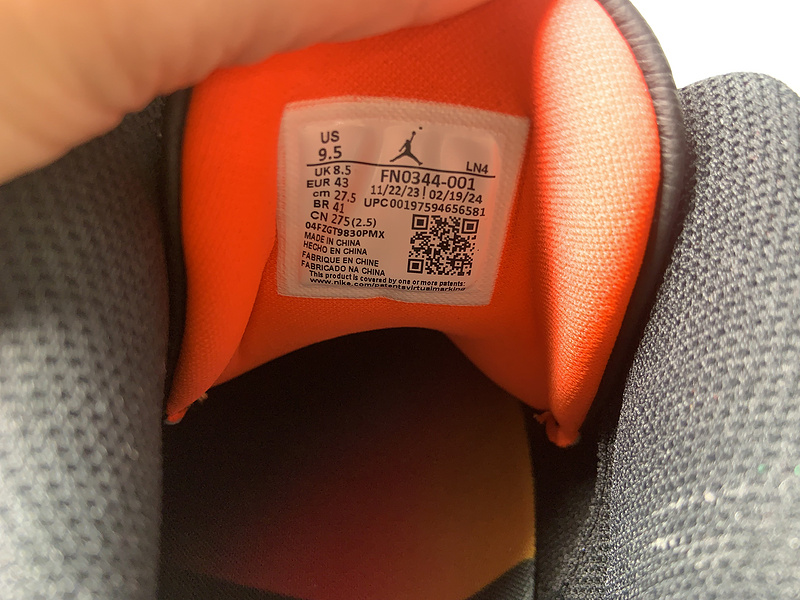 US
9.5
LN4
UK 8.5
EUR 43
cm 27.5
BR 41
CN 275(2.5)
FN0344-001
11/22/23 | 02/19/24
UPC00197594656581
04FZGT9830PMX
MADE IN CHINA
HECHO EN CHINA
FABRIQUE EN CHINE
FABRICADO NA CHINA
This product is covered by one or more patents:
www.nike.com/patentsvirtualmarking